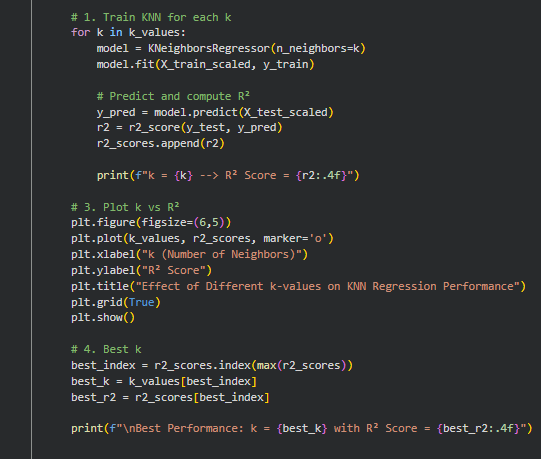 # 1. Train KNN for each k
for k in k_values:
    model = KNeighborsRegressor(n_neighbors=k)
    model.fit(X_train_scaled, y_train)

    # Predict and compute R²
    y_pred = model.predict(X_test_scaled)
    r2 = r2_score(y_test, y_pred)
    r2_scores.append(r2)

    print(f"k = {k} --> R² Score = {r2:.4f}")

# 3. Plot k vs R²
plt.figure(figsize=(6,5))
plt.plot(k_values, r2_scores, marker='o')
plt.xlabel("k (Number of Neighbors)")
plt.ylabel("R² Score")
plt.title("Effect of Different k-values on KNN Regression Performance")
plt.grid(True)
plt.show()

# 4. Best k
best_index = r2_scores.index(max(r2_scores))
best_k = k_values[best_index]
best_r2 = r2_scores[best_index]

print(f"\nBest Performance: k = {best_k} with R² Score = {best_r2:.4f}")